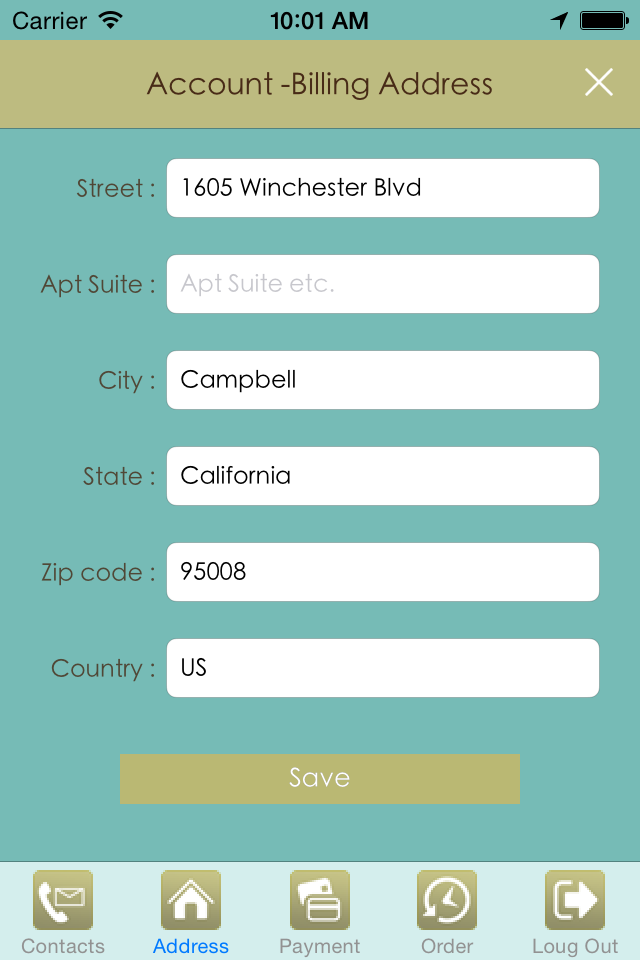 Carrier 10:01 AM
Account -Billing Address
Street : 1605 Winchester Blvd
Apt Suite : Apt Suite etc.
City : Campbell
State : California
Zip code : 95008
Country : US
Save
Contacts Address Payment Order Loug Out